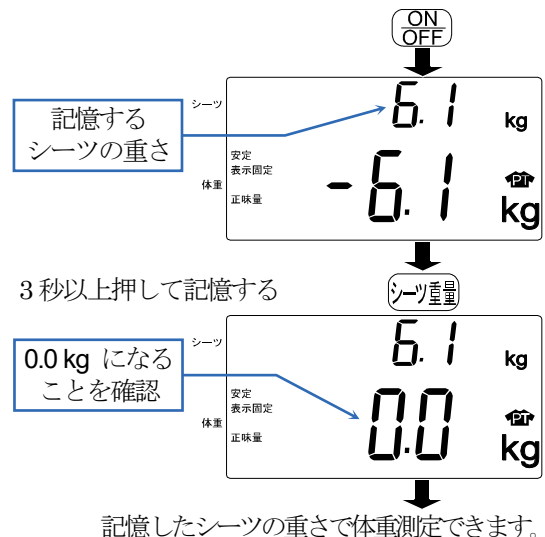 ON
OFF
シーツ
6.1 kg
記憶する
シーツの重さ
安定
表示固定
体重
正味量
-6.1
PT
kg
3秒以上押して記憶する
シーツ重量
シーツ
6.1 kg
0.0 kg になる
ことを確認
安定
表示固定
体重
正味量
0.0
PT
kg
記憶したシーツの重さで体重測定できます。